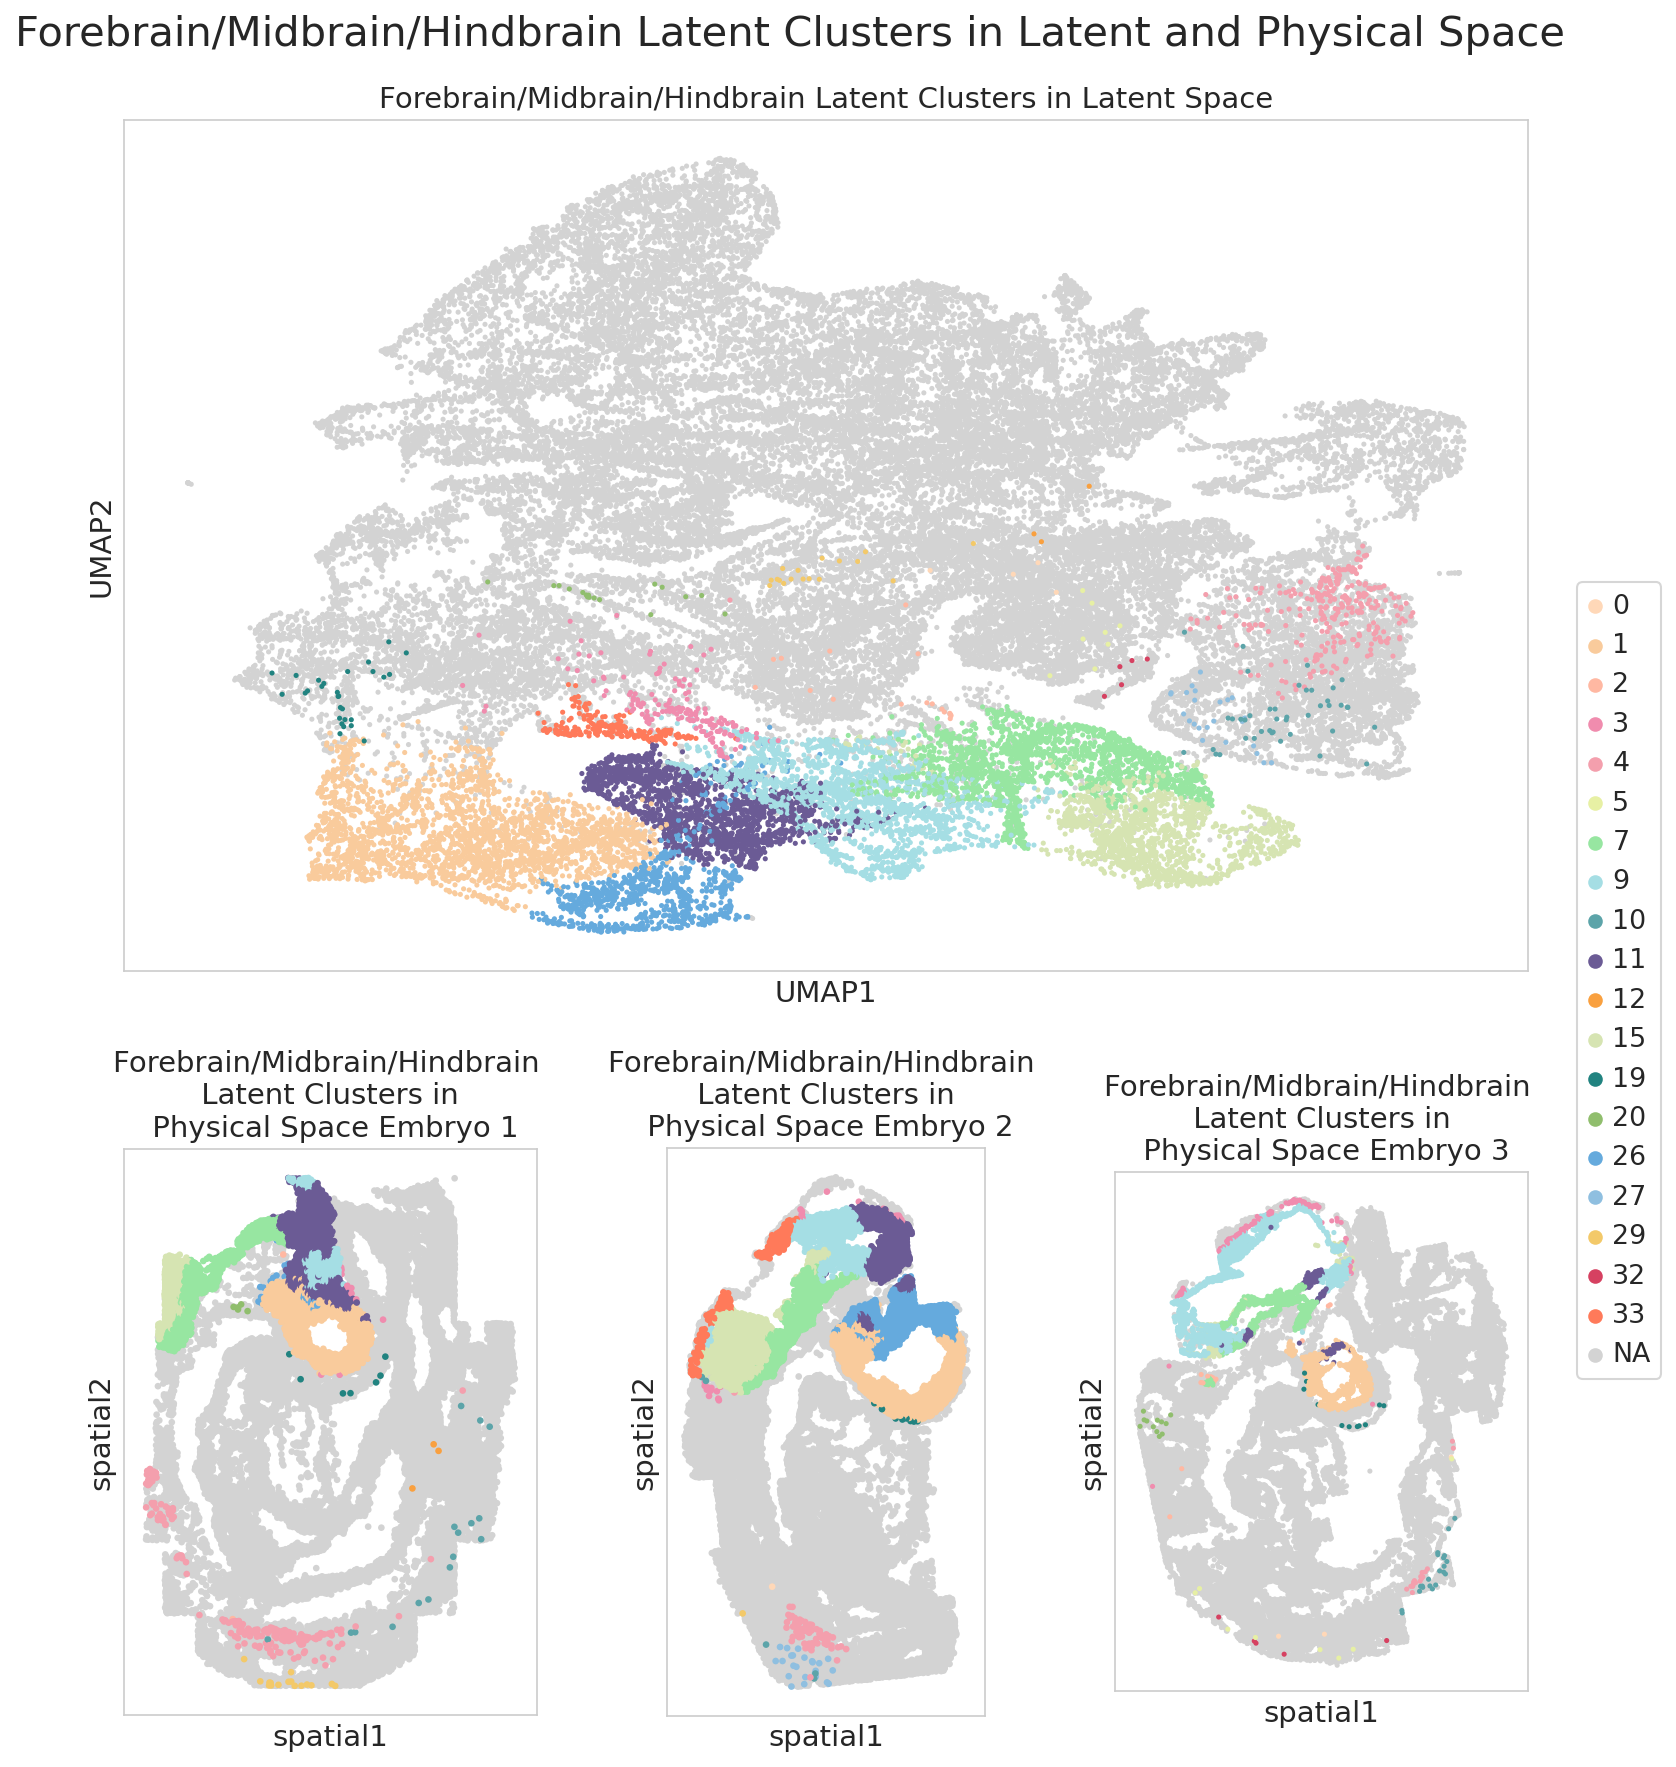 Forebrain/Midbrain/Hindbrain Latent Clusters in Latent and Physical Space
Forebrain/Midbrain/Hindbrain Latent Clusters in Latent Space
UMAP2
UMAP1
0
1
2
3
4
5
7
9
10
11
12
15
19
20
26
27
29
32
33
NA
Forebrain/Midbrain/Hindbrain
Latent Clusters in
Physical Space Embryo 1
spatial2
spatial1
Forebrain/Midbrain/Hindbrain
Latent Clusters in
Physical Space Embryo 2
spatial2
spatial1
Forebrain/Midbrain/Hindbrain
Latent Clusters in
Physical Space Embryo 3
spatial2
spatial1